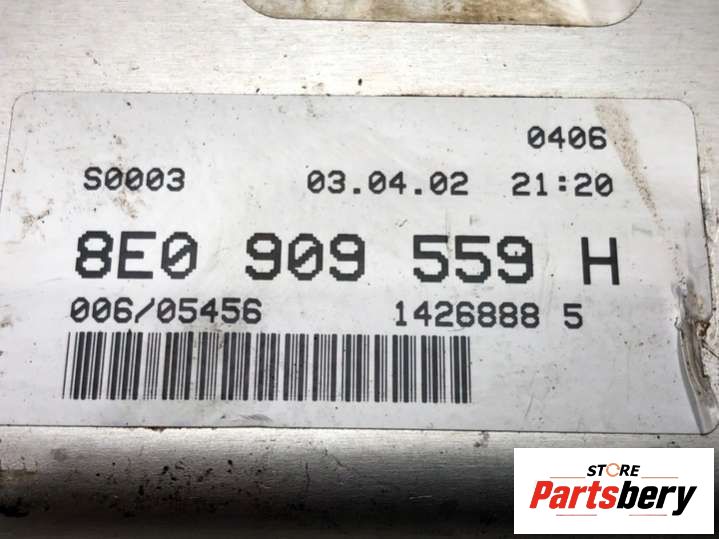 0406
S0003 03.04.02 21:20
8E0 909 559 H
006/05456 1426888 5
STORE
Partsbery